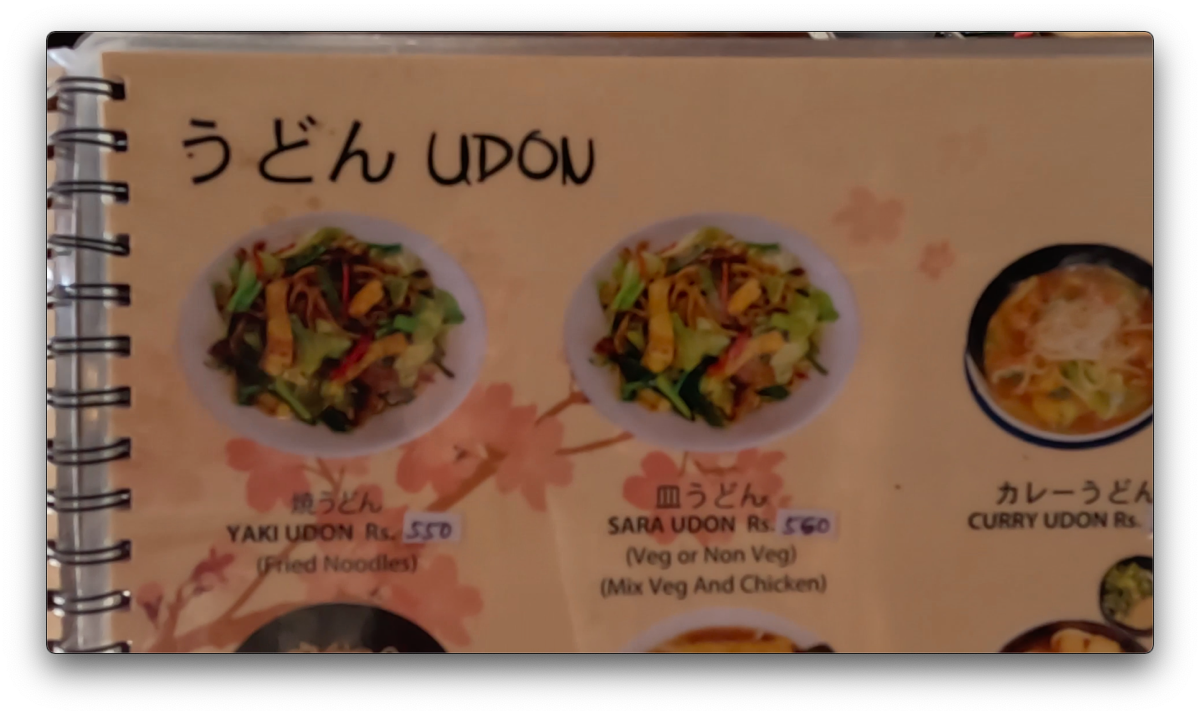 うどん UDON
焼うどん
YAKI UDON Rs. 550
(Fried Noodles)
皿うどん
SARA UDON Rs. 560
(Veg or Non Veg)
(Mix Veg And Chicken)
カレーうどん
CURRY UDON Rs.